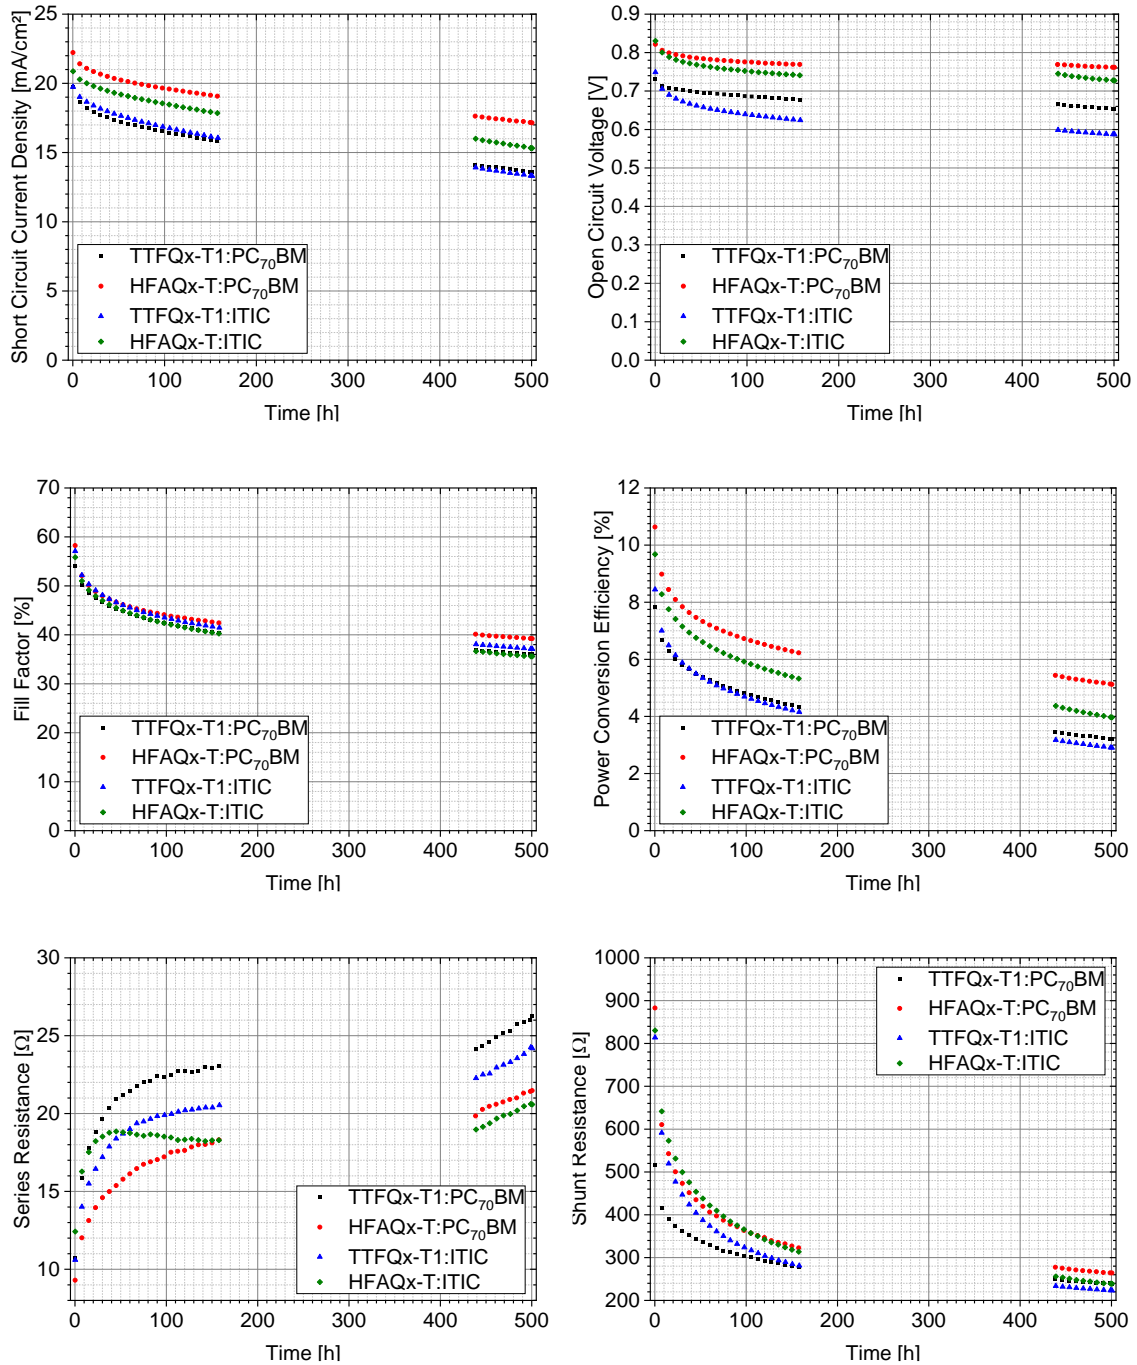 Short Circuit Current Density [mA/cm²]
25
20
15
10
5
0
TTFQx-T1:PC₇₀BM
HFAQx-T:PC₇₀BM
TTFQx-T1:ITIC
HFAQx-T:ITIC
0 100 200 300 400 500
Time [h]
Open Circuit Voltage [V]
0.9
0.8
0.7
0.6
0.5
0.4
0.3
0.2
0.1
0.0
TTFQx-T1:PC₇₀BM
HFAQx-T:PC₇₀BM
TTFQx-T1:ITIC
HFAQx-T:ITIC
0 100 200 300 400 500
Time [h]
Fill Factor [%]
70
60
50
40
30
20
10
0
TTFQx-T1:PC₇₀BM
HFAQx-T:PC₇₀BM
TTFQx-T1:ITIC
HFAQx-T:ITIC
0 100 200 300 400 500
Time [h]
Power Conversion Efficiency [%]
12
10
8
6
4
2
0
TTFQx-T1:PC₇₀BM
HFAQx-T:PC₇₀BM
TTFQx-T1:ITIC
HFAQx-T:ITIC
0 100 200 300 400 500
Time [h]
Series Resistance [Ω]
30
25
20
15
10
TTFQx-T1:PC₇₀BM
HFAQx-T:PC₇₀BM
TTFQx-T1:ITIC
HFAQx-T:ITIC
0 100 200 300 400 500
Time [h]
Shunt Resistance [Ω]
1000
900
800
700
600
500
400
300
200
TTFQx-T1:PC₇₀BM
HFAQx-T:PC₇₀BM
TTFQx-T1:ITIC
HFAQx-T:ITIC
0 100 200 300 400 500
Time [h]